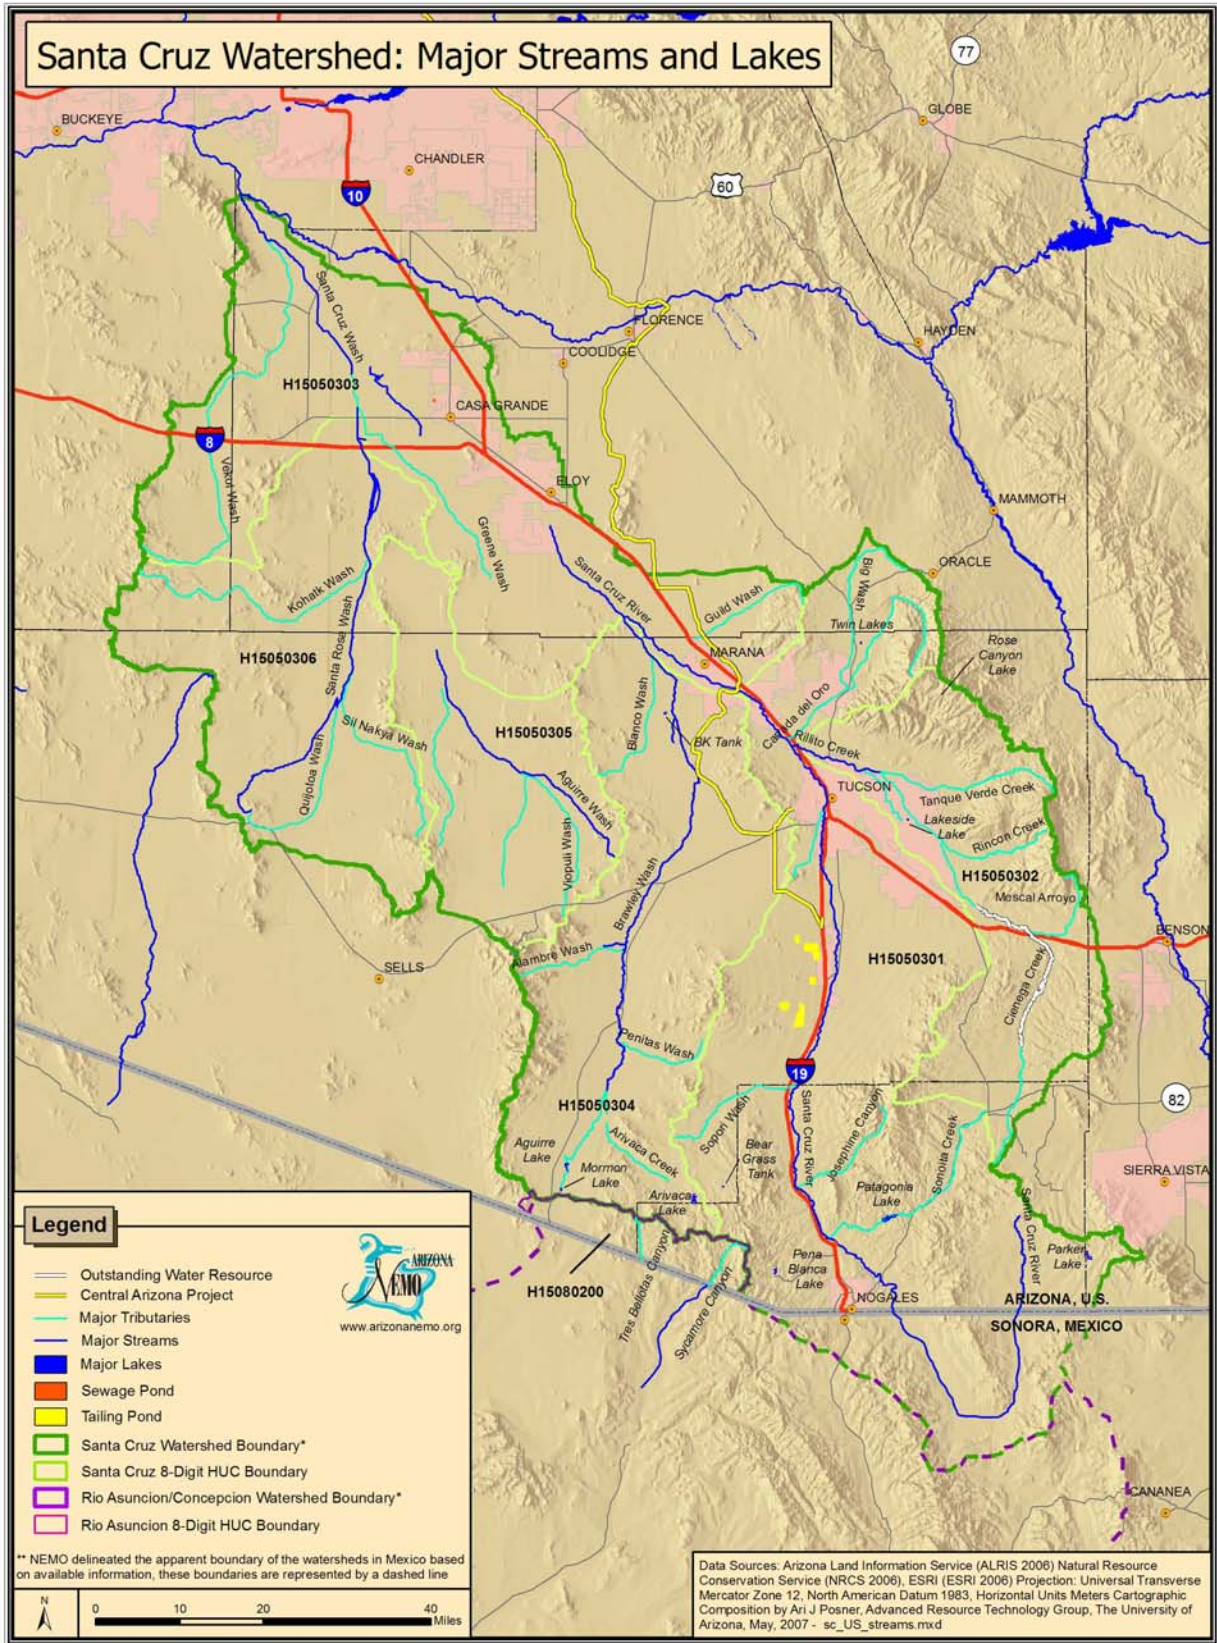 Santa Cruz Watershed: Major Streams and Lakes
77
BUCKEYE
GLOBE
CHANDLER
10
60
Santa Cruz Wash
FLORENCE
HAYDEN
COOLIDGE
H15050303
CASA GRANDE
8
Vekol Wash
ELOY
MAMMOTH
Greene Wash
Santa Cruz River
ORACLE
Big Wash
Kohatk Wash
Guild Wash
Twin Lakes
Santa Rosa Wash
H15050306
MARANA
Rose
Canyon
Lake
Blanco Wash
Canada del Oro
Sil Nakya Wash
H15050305
BK Tank
Rillito Creek
Quijotoa Wash
Aguirre Wash
TUCSON
Tanque Verde Creek
Lakeside
Lake
Rincon Creek
Viopuli Wash
H15050302
Brawley Wash
Mescal Arroyo
BENSON
Alambre Wash
SELLS
H15050301
Cienega Creek
Penitas Wash
19
82
H15050304
Sopori Wash
Santa Cruz River
Josephine Canyon
Sonoita Creek
Arivaca Creek
Aguirre
Lake
Bear
Grass
Tank
Mormon
Lake
SIERRA VISTA
Patagonia
Lake
Arivaca
Lake
Santa Cruz River
Tres Bellotas Canyon
Pena
Blanca
Lake
Parker
Lake
H15080200
Sycamore Canyon
NOGALES
ARIZONA, U.S.
SONORA, MEXICO
CANANEA
Legend
ARIZONA
NEMO
www.arizonanemo.org
Outstanding Water Resource
Central Arizona Project
Major Tributaries
Major Streams
Major Lakes
Sewage Pond
Tailing Pond
Santa Cruz Watershed Boundary*
Santa Cruz 8-Digit HUC Boundary
Rio Asuncion/Concepcion Watershed Boundary*
Rio Asuncion 8-Digit HUC Boundary
** NEMO delineated the apparent boundary of the watersheds in Mexico based
on available information, these boundaries are represented by a dashed line
N
0 10 20 40
Miles
Data Sources: Arizona Land Information Service (ALRIS 2006) Natural Resource
Conservation Service (NRCS 2006), ESRI (ESRI 2006) Projection: Universal Transverse
Mercator Zone 12, North American Datum 1983, Horizontal Units Meters Cartographic
Composition by Ari J Posner, Advanced Resource Technology Group, The University of
Arizona, May, 2007 - sc_US_streams.mxd